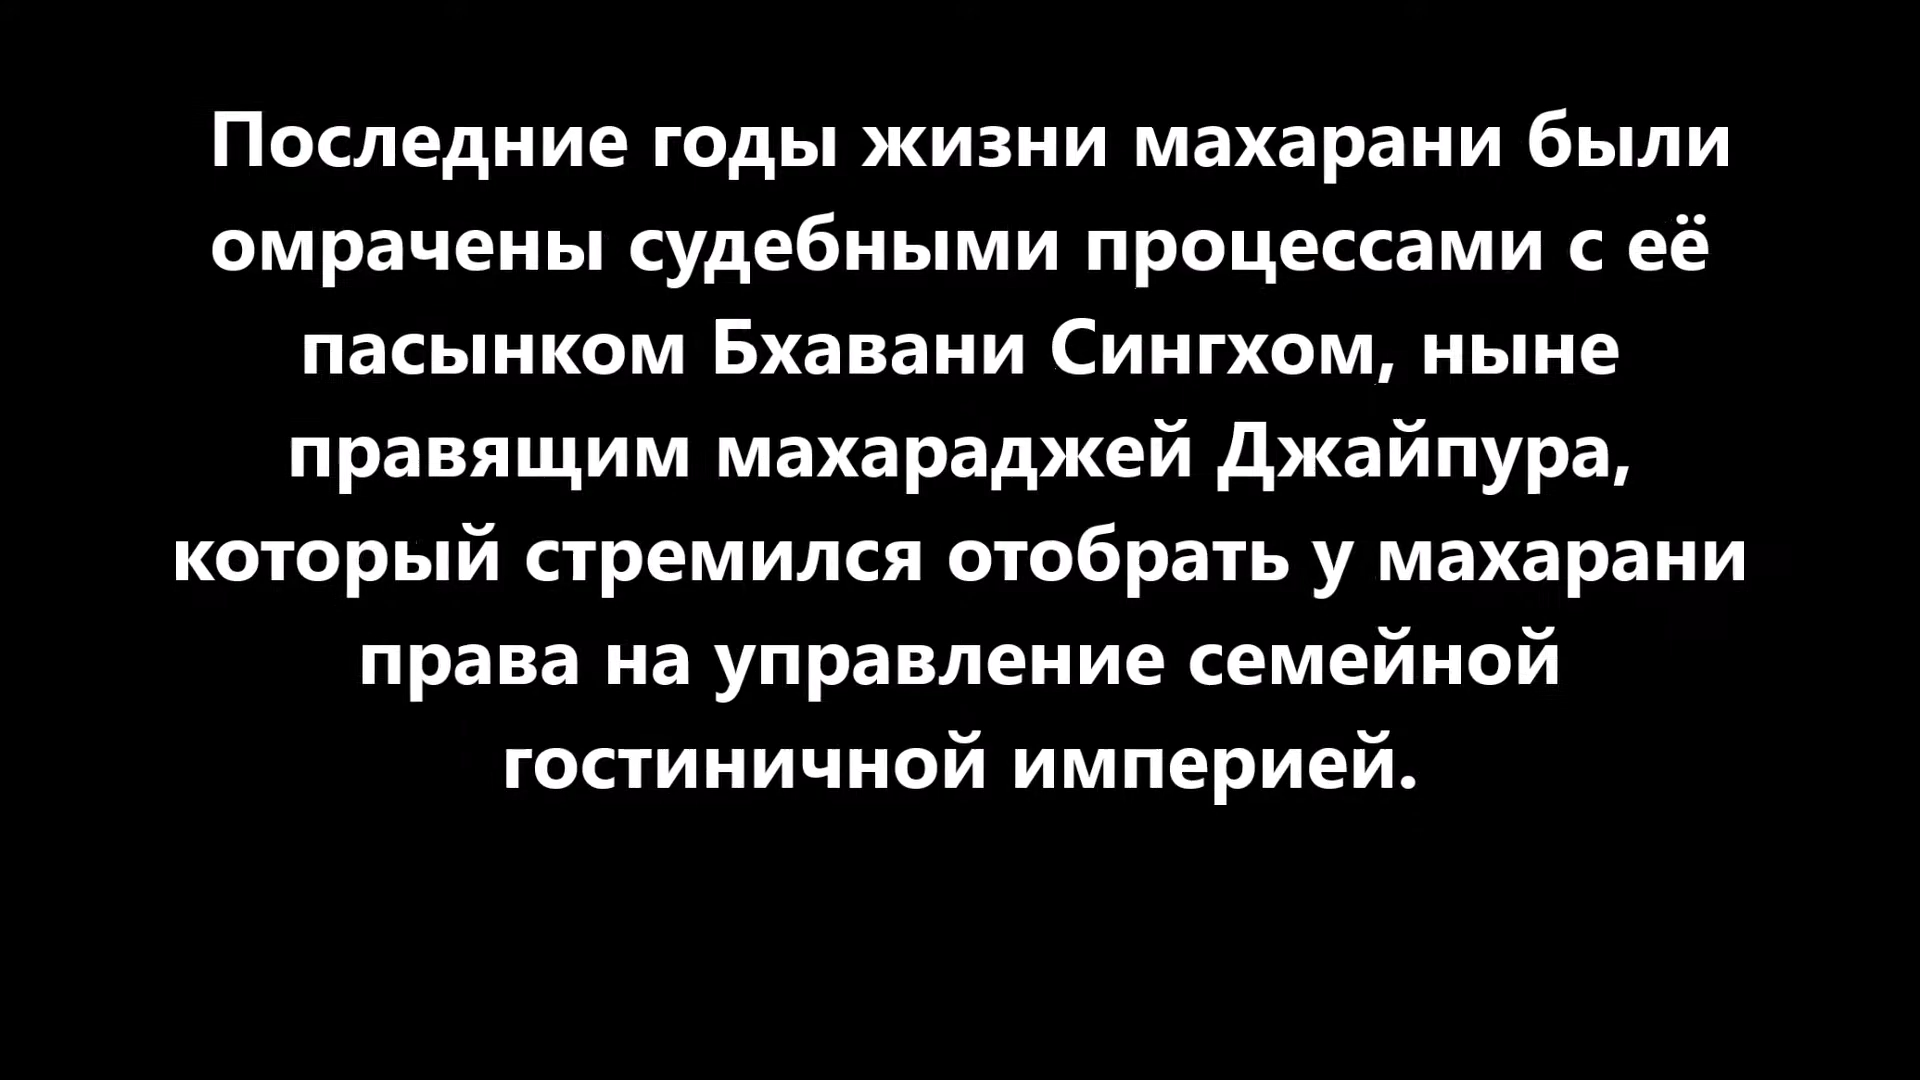 Последние годы жизни махарани были
омрачены судебными процессами с её
пасынком Бхавани Сингхом, ныне
правящим махараджей Джайпура,
который стремился отобрать у махарани
права на управление семейной
гостиничной империей.